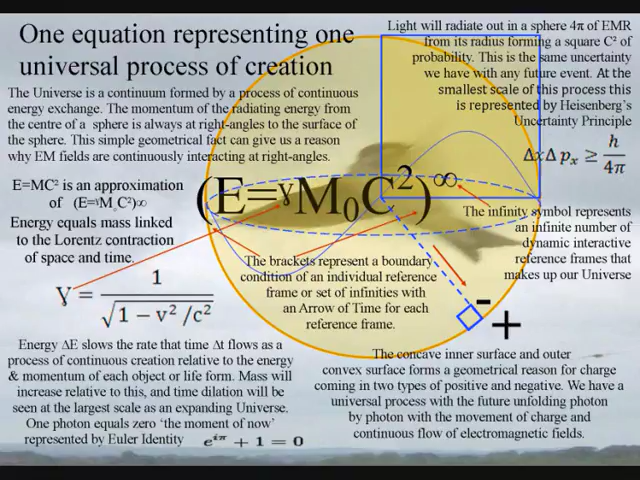 One equation representing one
universal process of creation
The Universe is a continuum formed by a process of continuous
energy exchange. The momentum of the radiating energy from
the centre of a sphere is always at right-angles to the surface of
the sphere. This simple geometrical fact can give us a reason
why EM fields are continuously interacting at right-angles.
Light will radiate out in a sphere 4π of EMR
from its radius forming a square C² of
probability. This is the same uncertainty
we have with any future event. At the
smallest scale of this process this
is represented by Heisenberg's
Uncertainty Principle
Δx Δ pₓ ≥ h/4π
E=MC² is an approximation
of (E=ɣM₀C²)∞
Energy equals mass linked
to the Lorentz contraction
of space and time.
(E=ɣM₀C²)∞
The infinity symbol represents
an infinite number of
dynamic interactive
reference frames that
makes up our Universe
ɣ = 1/√(1 − v²/c²)
The brackets represent a boundary
condition of an individual reference
frame or set of infinities with
an Arrow of Time for each
reference frame.
-
+
Energy ΔE slows the rate that time Δt flows as a
process of continuous creation relative to the energy
& momentum of each object or life form. Mass will
increase relative to this, and time dilation will be
seen at the largest scale as an expanding Universe.
One photon equals zero ‘the moment of now’
represented by Euler Identity e^iπ + 1 = 0
The concave inner surface and outer
convex surface forms a geometrical reason for charge
coming in two types of positive and negative. We have a
universal process with the future unfolding photon
by photon with the movement of charge and
continuous flow of electromagnetic fields.